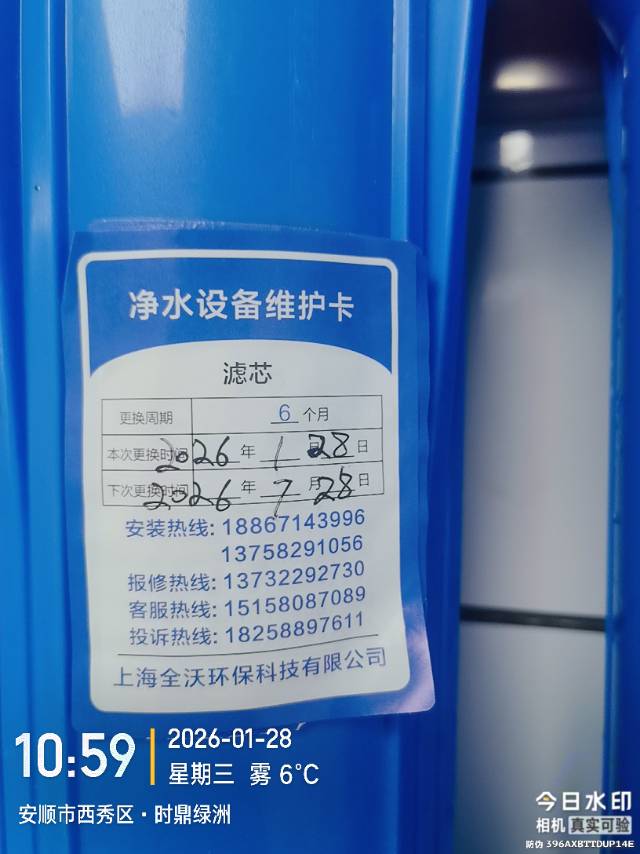 净水设备维护卡
滤芯
更换周期 6 个月
本次更换时间 2026 年 1 月 28 日
下次更换时间 2026 年 7 月 28 日
安装热线: 18867143996
13758291056
报修热线: 13732292730
客服热线: 15158087089
投诉热线: 18258897611
上海全沃环保科技有限公司
10:59
2026-01-28
星期三 雾 6℃
安顺市西秀区·时鼎绿洲
今日水印
相机 真实可验
防伪 396AXBTTDUP14E